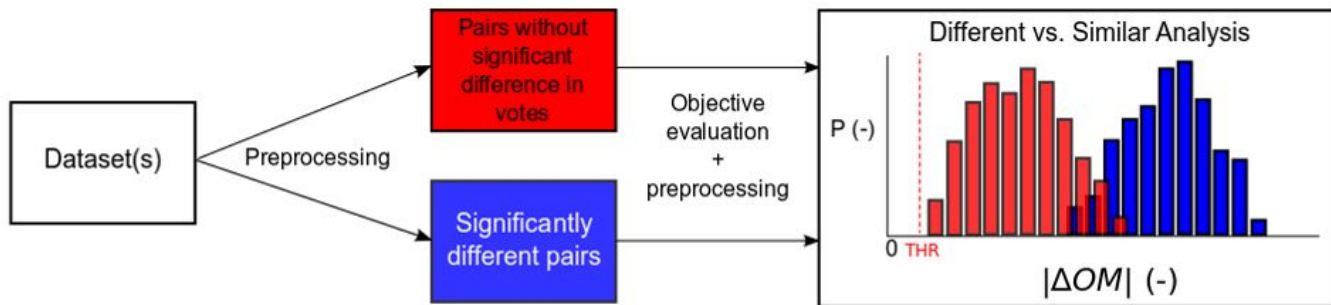 Dataset(s)
Preprocessing
Pairs without
significant
difference in
votes
Significantly
different pairs
Objective
evaluation
+
preprocessing
Different vs. Similar Analysis
P (-)
0
THR
|ΔOM| (-)